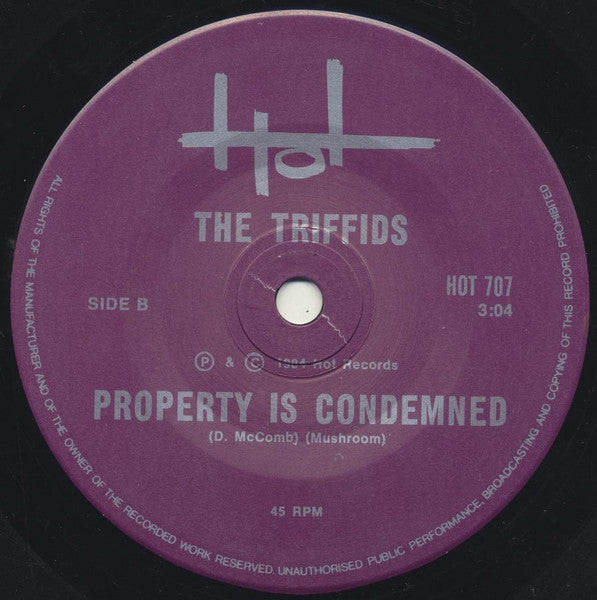 Hot
THE TRIFFIDS
SIDE B
HOT 707
3:04
Ⓟ & Ⓒ 1984 Hot Records
PROPERTY IS CONDEMNED
(D. McComb) (Mushroom)
45 RPM
ALL RIGHTS OF THE MANUFACTURER AND OF THE OWNER OF THE RECORDED WORK RESERVED. UNAUTHORISED PUBLIC PERFORMANCE, BROADCASTING AND COPYING OF THIS RECORD PROHIBITED